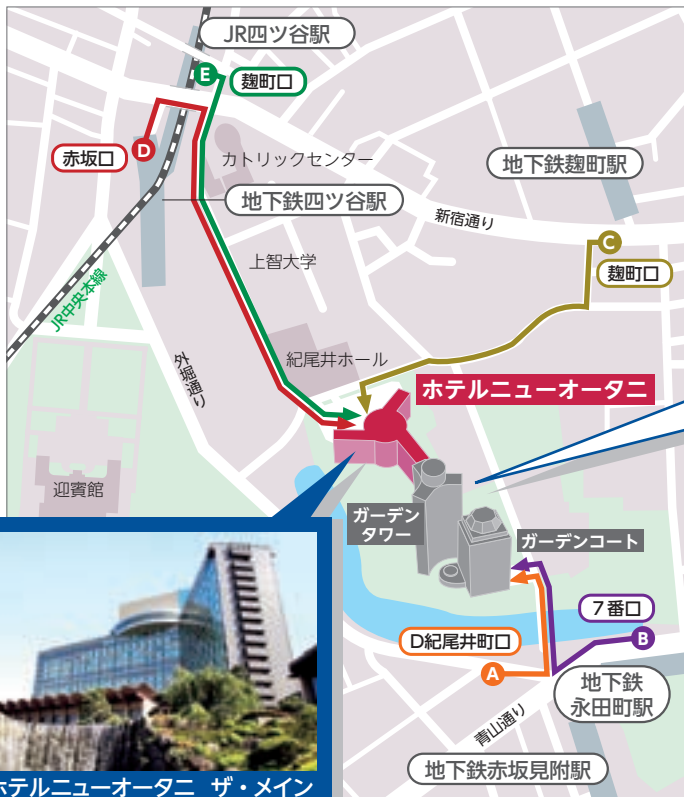 JR四ツ谷駅
E
麹町口
D
赤坂口
カトリックセンター
地下鉄麹町駅
地下鉄四ツ谷駅
新宿通り
C
麹町口
上智大学
JR中央本線
紀尾井ホール
外堀通り
ホテルニューオータニ
迎賓館
ガーデン
タワー
ガーデンコート
7番口
B
D紀尾井町口
A
地下鉄
永田町駅
青山通り
地下鉄赤坂見附駅
ホテルニューオータニ ザ・メイン